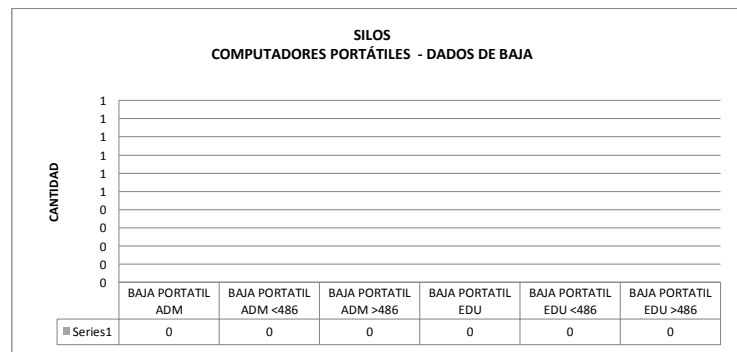 SILOS
COMPUTADORES PORTÁTILES - DADOS DE BAJA
CANTIDAD
1
1
1
1
1
1
0
0
0
0
0
BAJA PORTATIL ADM
BAJA PORTATIL ADM <486
BAJA PORTATIL ADM >486
BAJA PORTATIL EDU
BAJA PORTATIL EDU <486
BAJA PORTATIL EDU >486
Series1 0 0 0 0 0 0